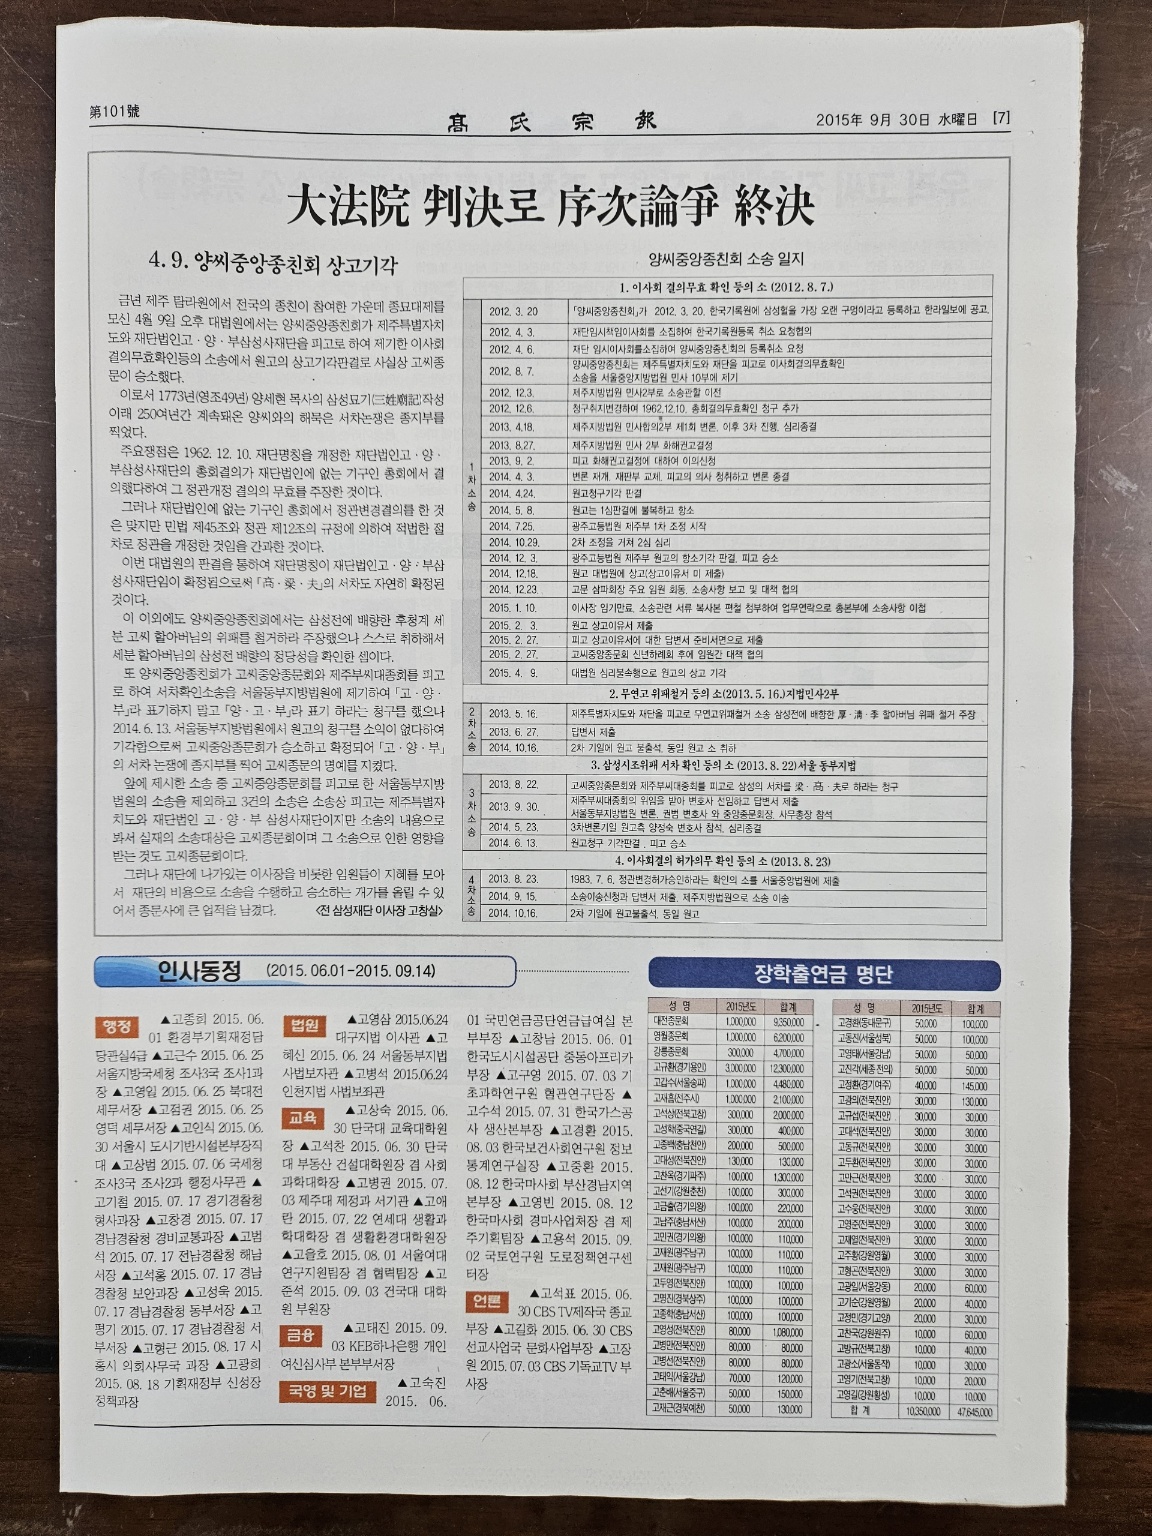 第101號
高氏宗報
2015年 9月 30日 水曜日 [7]
大法院 判決로 序次論爭 終決
4. 9. 양씨중앙종친회 상고기각
금년 제주 탐라원에서 전국의 종친이 참여한 가운데 종묘대제를
모신 4월 9일 오후 대법원에서는 양씨중앙종친회가 제주특별자치
도와 재단법인고·양·부삼성사재단을 피고로 하여 제기한 이사회
결의무효확인등의 소송에서 원고의 상고기각판결로 사실상 고씨종
문이 승소했다.
이로서 1773년(영조49년) 양세현 목사의 삼성묘기(三姓廟記)작성
이래 250여년간 계속돼온 양씨와의 해묵은 서차논쟁은 종지부를
찍었다.
주요쟁점은 1962. 12. 10. 재단명칭을 개정한 재단법인고·양·
부삼성사재단의 총회결의가 재단법인에 없는 기구인 총회에서 결
의했다하여 그 정관개정 결의의 무효를 주장한 것이다.
그러나 재단법인에 없는 기구인 총회에서 정관변경결의를 한 것
은 맞지만 민법 제45조와 정관 제12조의 규정에 의하여 적법한 절
차로 정관을 개정한 것임을 간과한 것이다.
이번 대법원의 판결을 통하여 재단명칭이 재단법인고·양·부삼
성사재단임이 확정됨으로써 「高·梁·夫」의 서차도 자연히 확정된
것이다.
이 이외에도 양씨중앙종친회에서는 삼성전에 배향한 후청계 세
분 고씨 할아버님의 위패를 철거하라 주장했으나 스스로 취하해서
세분 할아버님의 삼성전 배향의 정당성을 확인한 셈이다.
또 양씨중앙종친회가 고씨중앙종문회와 제주부씨대종회를 피고
로 하여 서차확인소송을 서울동부지방법원에 제기하여 「고·양·
부」라 표기하지 말고 「양·고·부」라 표기 하라는 청구를 했으나
2014. 6. 13. 서울동부지방법원에서 원고의 청구를 소익이 없다하여
기각함으로써 고씨중앙종문회가 승소하고 확정되어 「고·양·부」
의 서차 논쟁에 종지부를 찍어 고씨종문의 명예를 지켰다.
앞에 제시한 소송 중 고씨중앙종문회를 피고로 한 서울동부지방
법원의 소송을 제외하고 3건의 소송은 소송상 피고는 제주특별자
치도와 재단법인 고·양·부 삼성사재단이지만 소송의 내용으로
봐서 실재의 소송대상은 고씨종문회이며 그 소송으로 인한 영향을
받는 것도 고씨종문회이다.
그러나 재단에 나가있는 이사장을 비롯한 임원들이 지혜를 모아
서 재단의 비용으로 소송을 수행하고 승소하는 개가를 올릴 수 있
어서 종문사에 큰 업적을 남겼다. <전 삼성재단 이사장 고창실>
양씨중앙종친회 소송 일지
1. 이사회 결의무효 확인 등의 소 (2012. 8. 7.)
1차소송
2012. 3. 20 「양씨중앙종친회」가 2012. 3. 20. 한국기록원에 삼성혈을 가장 오랜 구명이라고 등록하고 한라일보에 공고.
2012. 4. 3. 재단임시책임이사회를 소집하여 한국기록원등록 취소 요청협의
2012. 4. 6. 재단 임시이사회를소집하여 양씨중앙종친회의 등록취소 요청
2012. 8. 7. 양씨중앙종친회는 제주특별자치도와 재단을 피고로 이사회결의무효확인
소송을 서울중앙지방법원 민사 10부에 제기
2012. 12.3. 제주지방법원 민사2부로 소송관할 이전
2012. 12.6. 청구취지변경하여 1962.12.10. 총회결의무효확인 청구 추가
2013. 4.18. 제주지방법원 민사합의2부 제1회 변론, 이후 3차 진행, 심리종결
2013. 8.27. 제주지방법원 민사 2부 화해권고결정
2013. 9. 2. 피고 화해권고결정에 대하여 이의신청
2014. 4. 3. 변론 재개, 재판부 교체, 피고의 의사 청취하고 변론 종결
2014. 4.24. 원고청구기각 판결
2014. 5. 8. 원고는 1심판결에 불복하고 항소
2014. 7.25. 광주고등법원 제주부 1차 조정 시작
2014. 10.29. 2차 조정을 거쳐 2심 심리
2014. 12. 3. 광주고등법원 제주부 원고의 항소기각 판결, 피고 승소
2014. 12.18. 원고 대법원에 상고(상고이유서 미 제출)
2014. 12.23. 고문 삼파회장 주요 임원 회동, 소송사항 보고 및 대책 협의
2015. 1. 10. 이사장 임기만료, 소송관련 서류 복사본 편철 첨부하여 업무연락으로 총본부에 소송사항 이첩
2015. 2. 3. 원고 상고이유서 제출
2015. 2. 27. 피고 상고이유서에 대한 답변서 준비서면으로 제출
2015. 2. 27. 고씨중앙종문회 신년하례회 후에 임원간 대책 협의
2015. 4. 9. 대법원 심리불속행으로 원고의 상고 기각
2. 무연고 위패철거 등의 소(2013. 5. 16.)지법민사2부
2차소송
2013. 5. 16. 제주특별자치도와 재단을 피고로 무연고위패철거 소송 삼성전에 배향한 厚·淸·季 할아버님 위패 철거 주장
2013. 6. 27. 답변서 제출
2014. 10.16. 2차 기일에 원고 불출석, 동일 원고 소 취하
3. 삼성시조위패 서차 확인 등의 소 (2013. 8. 22)서울 동부지법
3차소송
2013. 8. 22. 고씨중앙종문회와 제주부씨대종회를 피고로 삼성의 서차를 梁·高·夫로 하라는 청구
2013. 9. 30. 제주부씨대종회의 위임을 받아 변호사 선임하고 답변서 제출
서울동부지방법원 변론, 권범 변호사 와 중앙종문회장, 사무총장 참석
2014. 5. 23. 3차변론기일 원고측 양정숙 변호사 참석, 심리종결
2014. 6. 13. 원고청구 기각판결, 피고 승소
4. 이사회결의 허가의무 확인 등의 소 (2013. 8. 23)
4차소송
2013. 8. 23. 1983. 7. 6. 정관변경허가승인하라는 확인의 소를 서울중앙법원에 제출
2014. 9. 15. 소송이송신청과 답변서 제출, 제주지방법원으로 소송 이송
2014. 10.16. 2차 기일에 원고불출석, 동일 원고
인사동정 (2015. 06.01-2015. 09.14)
행정 ▲고종희 2015. 06.
01 환경부기획재정담
당관실4급 ▲고근수 2015. 06. 25
서울지방국세청 조사3국 조사1과
장 ▲고영일 2015. 06. 25 북대전
세무서장 ▲고점권 2015. 06. 25
영덕 세무서장 ▲고인식 2015. 06.
30 서울시 도시기반시설본부장직
대 ▲고상범 2015. 07. 06 국세청
조사3국 조사2과 행정사무관 ▲
고기철 2015. 07. 17 경기경찰청
형사과장 ▲고창경 2015. 07. 17
경남경찰청 경비교통과장 ▲고범
석 2015. 07. 17 전남경찰청 해남
서장 ▲고석홍 2015. 07. 17 경남
경찰청 보안과장 ▲고성욱 2015.
07. 17 경남경찰청 동부서장 ▲고
평기 2015. 07. 17 경남경찰청 서
부서장 ▲고형근 2015. 08. 17 시
흥시 의회사무국 과장 ▲고광희
2015. 08. 18 기획재정부 신성장
정책과장
법원 ▲고영삼 2015.06.24
대구지법 이사관 ▲고
혜신 2015. 06. 24 서울동부지법
사법보좌관 ▲고병석 2015.06.24
인천지법 사법보좌관
교육 ▲고상숙 2015. 06.
30 단국대 교육대학원
장 ▲고석찬 2015. 06. 30 단국
대 부동산 건설대학원장 겸 사회
과학대학장 ▲고병권 2015. 07.
03 제주대 제정과 서기관 ▲고애
란 2015. 07. 22 연세대 생활과
학대학장 겸 생활환경대학원장
▲고을호 2015. 08. 01 서울여대
연구지원팀장 겸 협력팀장 ▲고
준석 2015. 09. 03 건국대 대학
원 부원장
금융 ▲고태진 2015. 09.
03 KEB하나은행 개인
여신심사부 본부부서장
국영 및 기업 ▲고숙진
2015. 06.
01 국민연금공단연금급여실 본
부부장 ▲고창남 2015. 06. 01
한국도시시설공단 중동아프리카
부장 ▲고구영 2015. 07. 03 기
초과학연구원 협관연구단장 ▲
고수석 2015. 07. 31 한국가스공
사 생산본부장 ▲고경환 2015.
08. 03 한국보건사회연구원 정보
통계연구실장 ▲고중환 2015.
08. 12 한국마사회 부산경남지역
본부장 ▲고영빈 2015. 08. 12
한국마사회 경마사업처장 겸 제
주기획팀장 ▲고용석 2015. 09.
02 국토연구원 도로정책연구센
터장
언론 ▲고석표 2015. 06.
30 CBS TV제작국 종교
부장 ▲고길화 2015. 06. 30 CBS
선교사업국 문화사업부장 ▲고장
원 2015. 07. 03 CBS 기독교TV 부
사장
장학출연금 명단
성 명 2015년도 합계
대전종문회 1,000,000 9,350,000
영월종문회 1,000,000 6,200,000
강릉종문회 300,000 4,700,000
고규환(경기용인) 3,000,000 12,300,000
고갑수(서울송파) 1,000,000 4,480,000
고재흠(전주시) 1,000,000 2,100,000
고석상(전북고창) 300,000 2,000,000
고성학(중국연길) 300,000 400,000
고종백(충남천안) 200,000 500,000
고대성(전북진안) 130,000 130,000
고찬옥(경기파주) 100,000 1,300,000
고선기(강원춘천) 100,000 300,000
고금출(경기의왕) 100,000 220,000
고남주(충남서산) 100,000 200,000
고민권(경기의왕) 100,000 110,000
고재원(광주남구) 100,000 110,000
고재원(광주남구) 100,000 110,000
고두영(전북진안) 100,000 100,000
고명진(경북상주) 100,000 100,000
고종학(충남서산) 100,000 100,000
고영성(전북진안) 80,000 1,080,000
고병만(전북진안) 80,000 80,000
고병선(전북진안) 80,000 80,000
고태익(서울강남) 70,000 120,000
고춘배(서울중구) 50,000 150,000
고재근(경북예천) 50,000 130,000
성 명 2015년도 합계
고경환(동내문구) 50,000 100,000
고동진(서울성북) 50,000 100,000
고영태(서울강남) 50,000 50,000
고진각(세종 전의) 50,000 50,000
고정환(경기여주) 40,000 145,000
고광의(전북진안) 30,000 130,000
고규섭(전북진안) 30,000 30,000
고대석(전북진안) 30,000 30,000
고동규(전북진안) 30,000 30,000
고두환(전북진안) 30,000 30,000
고만근(전북진안) 30,000 30,000
고석권(전북진안) 30,000 30,000
고수웅(전북진안) 30,000 30,000
고영준(전북진안) 30,000 30,000
고재열(전북진안) 30,000 30,000
고주황(강원영월) 30,000 30,000
고형곤(전북진안) 30,000 30,000
고광일(서울강동) 20,000 60,000
고기순(강원영월) 20,000 40,000
고정민(경기고양) 20,000 30,000
고찬국(강원원주) 10,000 60,000
고방규(전북고창) 10,000 40,000
고광소(서울동작) 10,000 30,000
고영기(전북고창) 10,000 20,000
고영길(강원횡성) 10,000 10,000
합 계 10,350,000 47,645,000